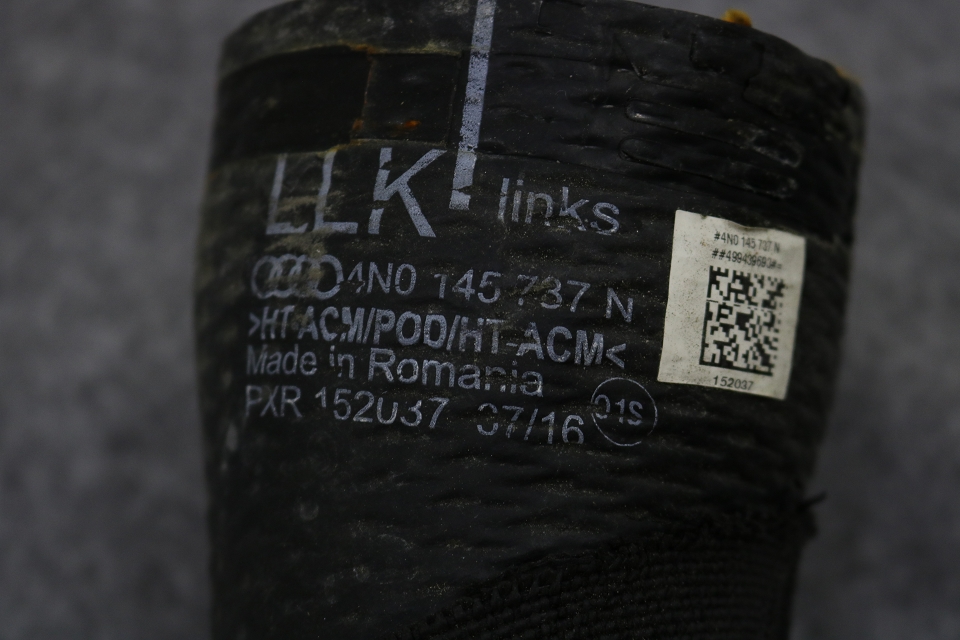 LLK links
4N0 145 737 N
>HT-ACM/POD/HT-ACM<
Made in Romania
PXR 152037 37/16 01S
#4N0 145 737 N
152037